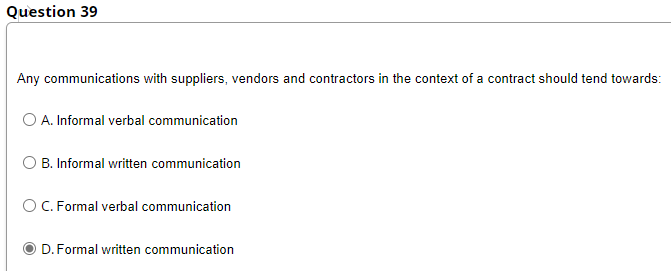 Question 39
Any communications with suppliers, vendors and contractors in the context of a contract should tend towards:
A. Informal verbal communication
B. Informal written communication
C. Formal verbal communication
D. Formal written communication